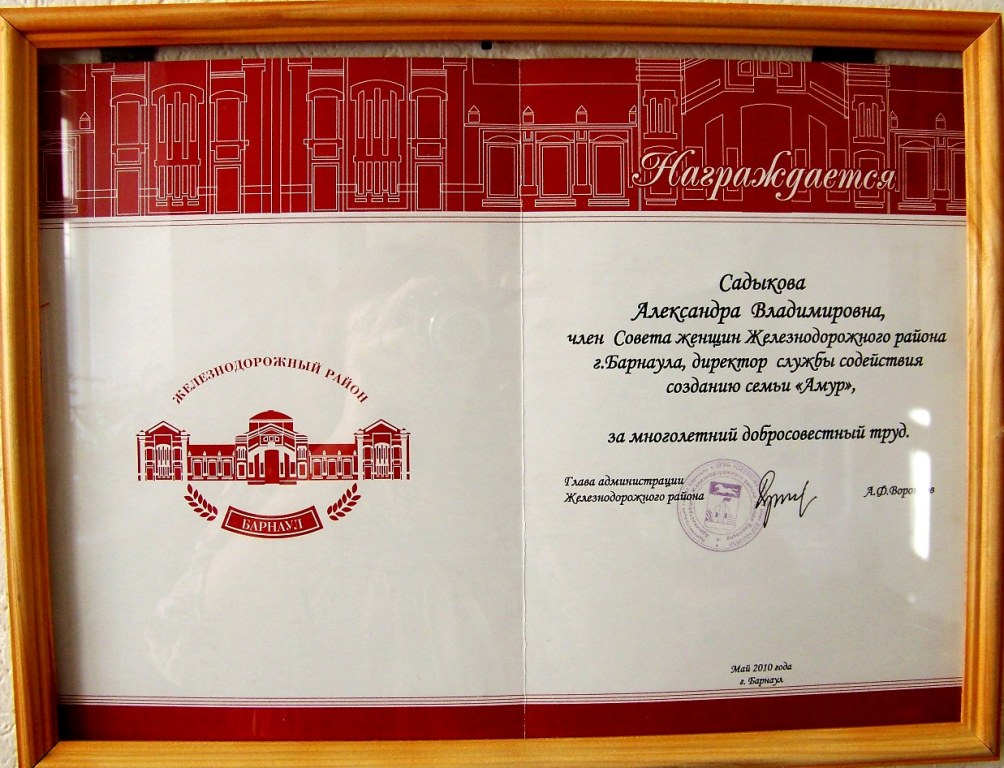 ЖЕЛЕЗНОДОРОЖНЫЙ РАЙОН
БАРНАУЛ
Награждается
Садыкова
Александра Владимировна,
член Совета женщин Железнодорожного района
г.Барнаула, директор службы содействия
созданию семьи «Амур»,
за многолетний добросовестный труд.
Глава администрации
Железнодорожного района
А.Ф.
Май 2010 года
г. Барнаул